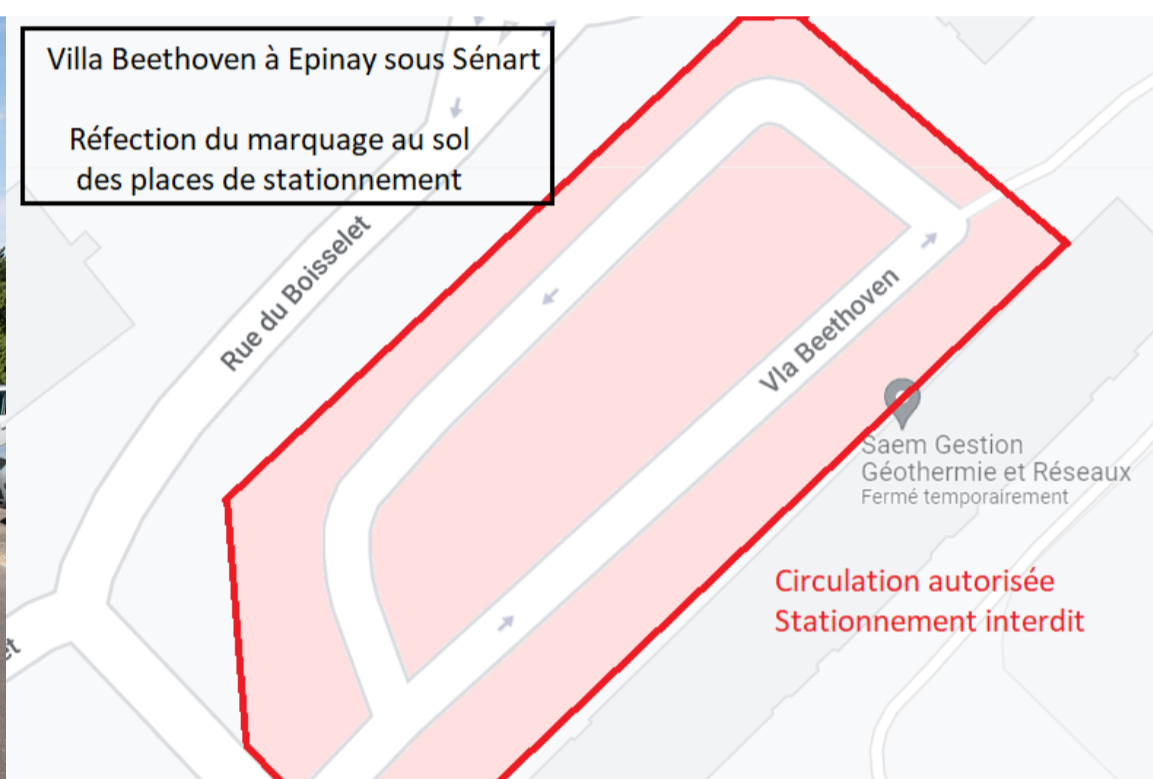 Villa Beethoven à Epinay sous Sénart
Réfection du marquage au sol
des places de stationnement
Rue du Boisselet
Vla Beethoven
Saem Gestion
Géothermie et Réseaux
Fermé temporairement
Circulation autorisée
Stationnement interdit